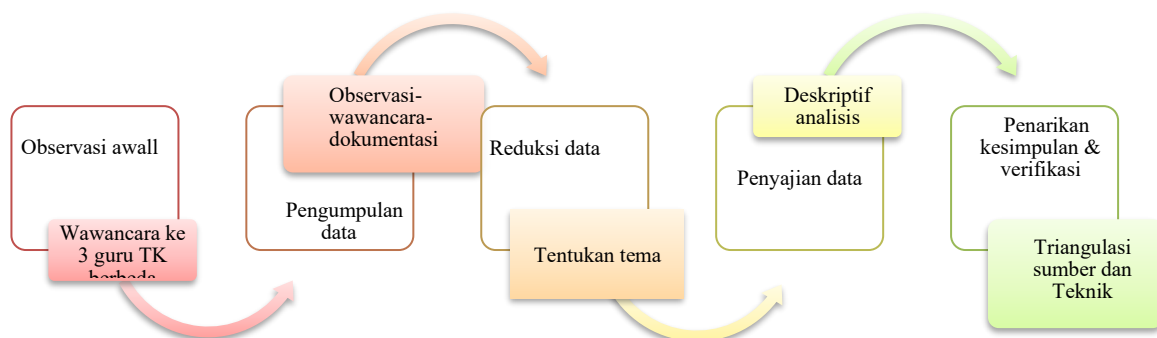 Observasi awall
Wawancara ke
3 guru TK
berbeda
Observasi-
wawancara-
dokumentasi
Pengumpulan
data
Reduksi data
Tentukan tema
Deskriptif
analisis
Penyajian data
Penarikan
kesimpulan &
verifikasi
Triangulasi
sumber dan
Teknik